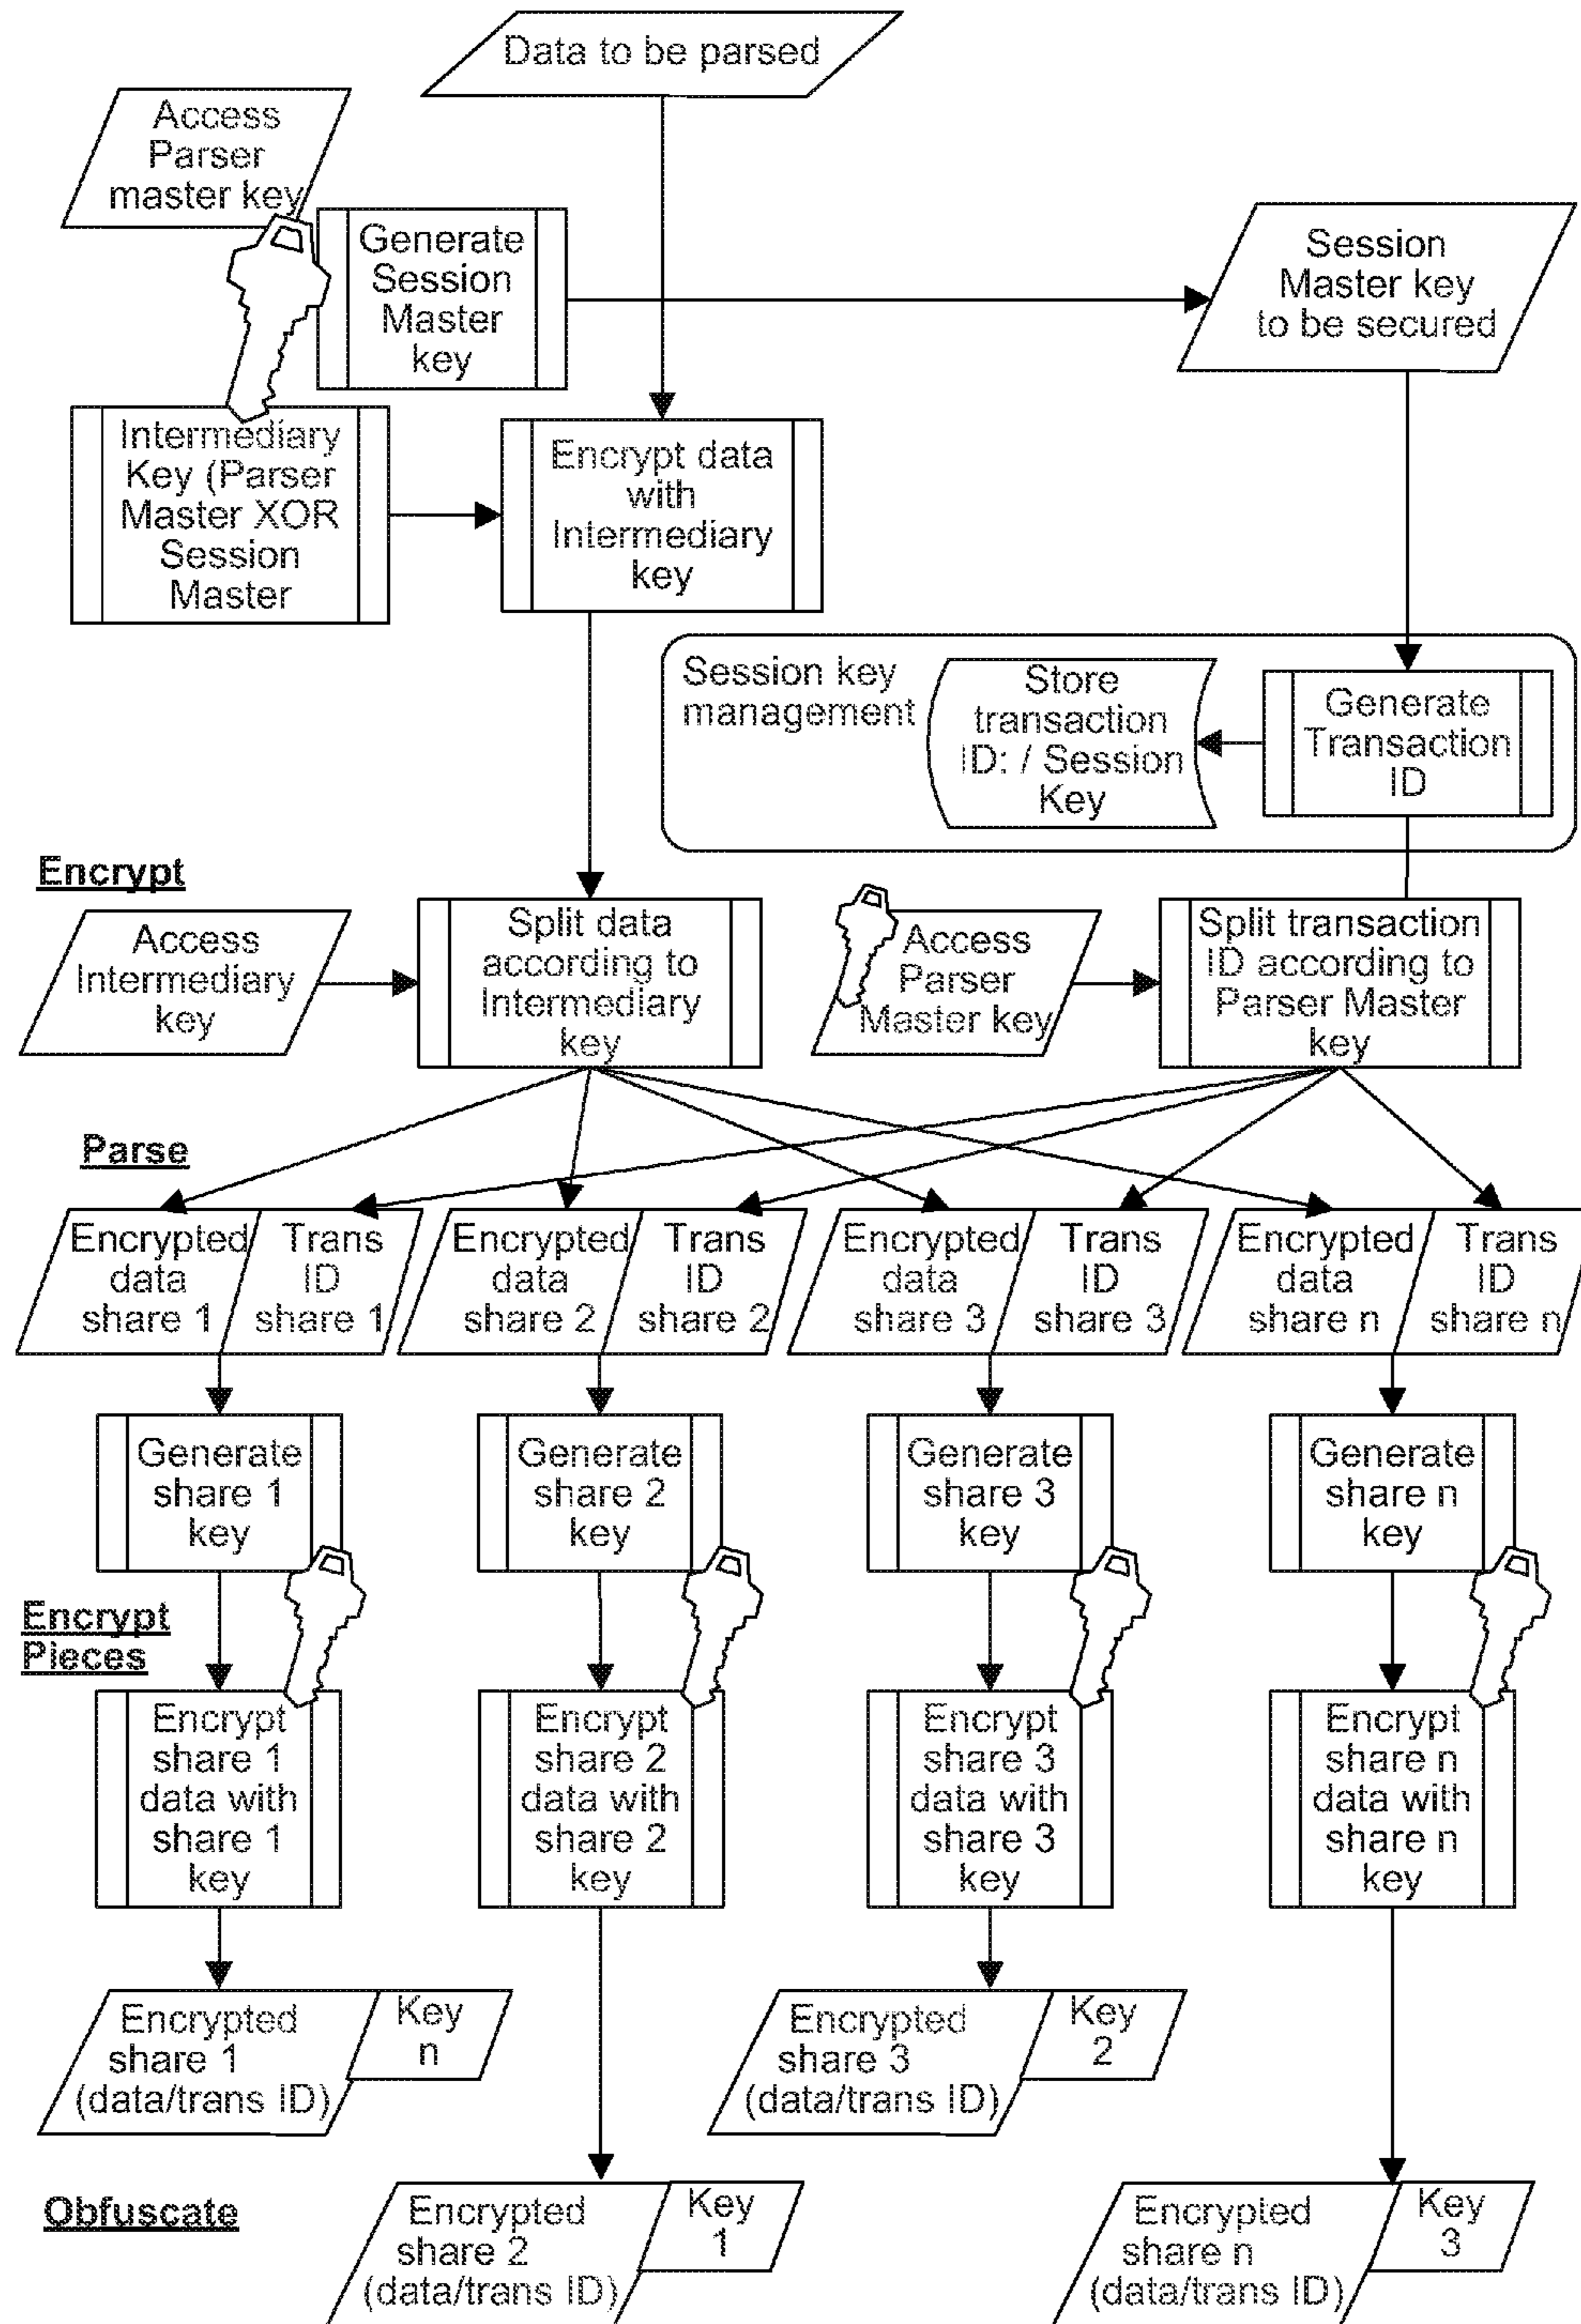 Data to be parsed
Access
Parser
master key
Generate
Session
Master
key
Session
Master key
to be secured
Intermediary
Key (Parser
Master XOR
Session
Master
Encrypt data
with
Intermediary
key
Session key
management
Store
transaction
ID: / Session
Key
Generate
Transaction
ID
Encrypt
Access
Intermediary
key
Split data
according to
Intermediary
key
Access
Parser
Master key
Split transaction
ID according to
Parser Master
key
Parse
Encrypted
data
share 1
Trans
ID
share 1
Encrypted
data
share 2
Trans
ID
share 2
Encrypted
data
share 3
Trans
ID
share 3
Encrypted
data
share n
Trans
ID
share n
Generate
share 1
key
Generate
share 2
key
Generate
share 3
key
Generate
share n
key
Encrypt
Pieces
Encrypt
share 1
data with
share 1
key
Encrypt
share 2
data with
share 2
key
Encrypt
share 3
data with
share 3
key
Encrypt
share n
data with
share n
key
Encrypted
share 1
(data/trans ID)
Key
n
Encrypted
share 3
(data/trans ID)
Key
2
Obfuscate
Encrypted
share 2
(data/trans ID)
Key
1
Encrypted
share n
(data/trans ID)
Key
3